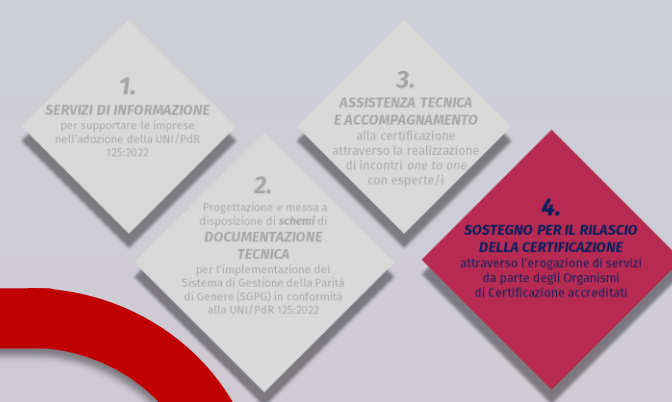 1.
SERVIZI DI INFORMAZIONE
per supportare le imprese
nell'adozione della UNI/PdR
125:2022
2.
Progettazione e messa a
disposizione di schemi di
DOCUMENTAZIONE
TECNICA
per l'implementazione del
Sistema di Gestione della Parità
di Genere (SGPG) in conformità
alla UNI/PdR 125:2022
3.
ASSISTENZA TECNICA
E ACCOMPAGNAMENTO
alla certificazione
attraverso la realizzazione
di incontri one to one
con esperte/i
4.
SOSTEGNO PER IL RILASCIO
DELLA CERTIFICAZIONE
attraverso l'erogazione di servizi
da parte degli Organismi
di Certificazione accreditati